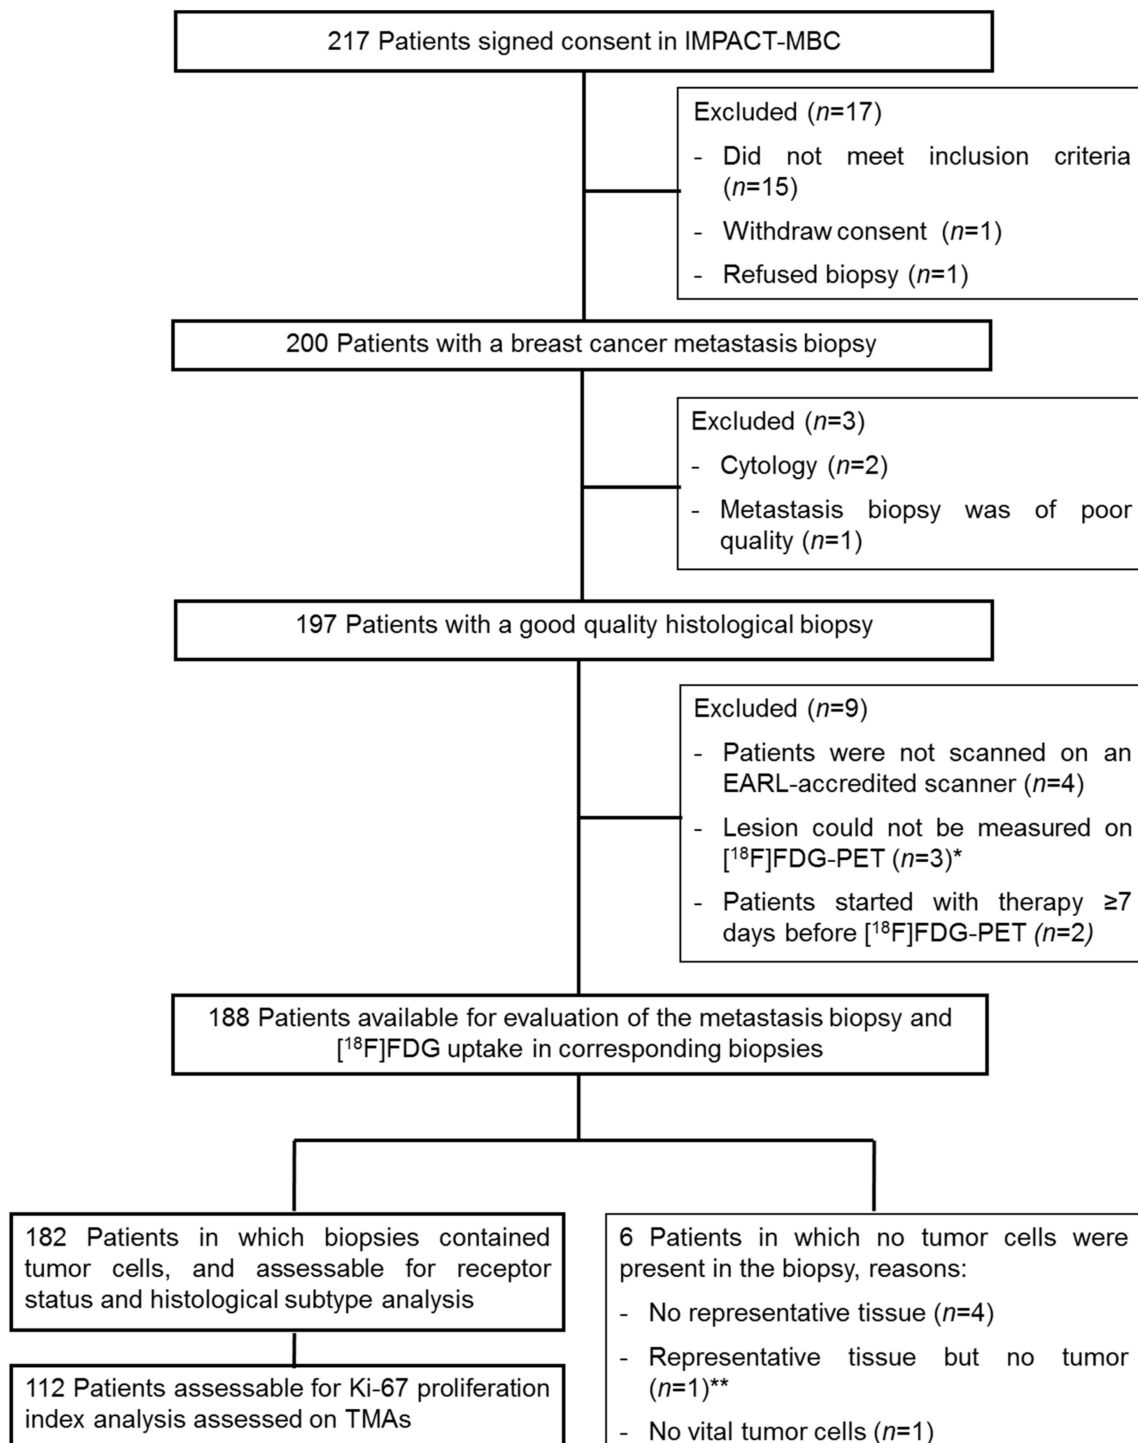 217 Patients signed consent in IMPACT-MBC
Excluded (n=17)
- Did not meet inclusion criteria
(n=15)
- Withdraw consent (n=1)
- Refused biopsy (n=1)
200 Patients with a breast cancer metastasis biopsy
Excluded (n=3)
- Cytology (n=2)
- Metastasis biopsy was of poor
quality (n=1)
197 Patients with a good quality histological biopsy
Excluded (n=9)
- Patients were not scanned on an
EARL-accredited scanner (n=4)
- Lesion could not be measured on
[¹⁸F]FDG-PET (n=3)*
- Patients started with therapy ≥7
days before [¹⁸F]FDG-PET (n=2)
188 Patients available for evaluation of the metastasis biopsy and
[¹⁸F]FDG uptake in corresponding biopsies
182 Patients in which biopsies contained
tumor cells, and assessable for receptor
status and histological subtype analysis
112 Patients assessable for Ki-67 proliferation
index analysis assessed on TMAs
6 Patients in which no tumor cells were
present in the biopsy, reasons:
- No representative tissue (n=4)
- Representative tissue but no tumor
(n=1)**
- No vital tumor cells (n=1)